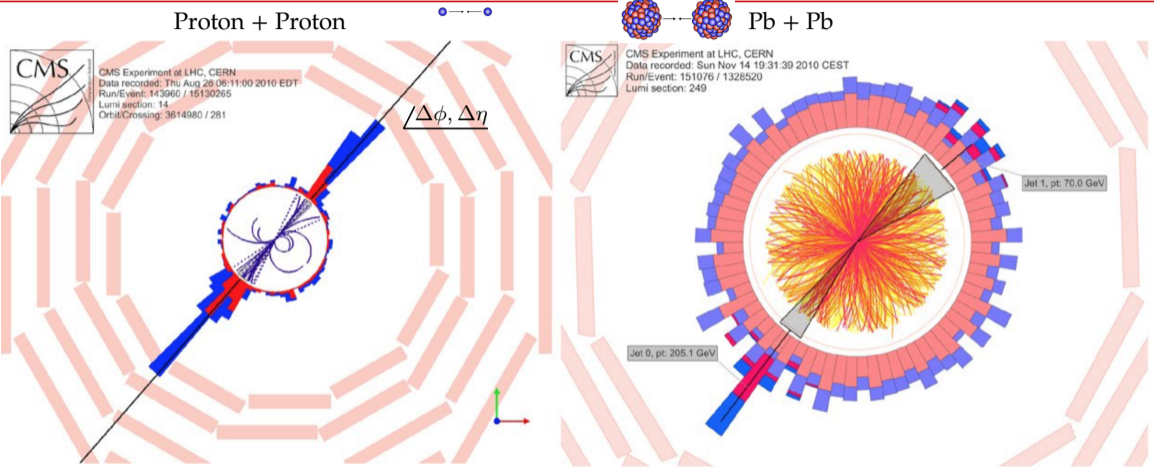 Proton + Proton
Pb + Pb
CMS
CMS Experiment at LHC, CERN
Data recorded: Thu Aug 26 06:11:00 2010 EDT
Run/Event: 143960 / 15130265
Lumi section: 14
Orbit/Crossing: 3614980 / 281
Δϕ, Δη
CMS
CMS Experiment at LHC, CERN
Data recorded: Sun Nov 14 19:31:39 2010 CEST
Run/Event: 151076 / 1328520
Lumi section: 249
Jet 1, pt: 70.0 GeV
Jet 0, pt: 205.1 GeV